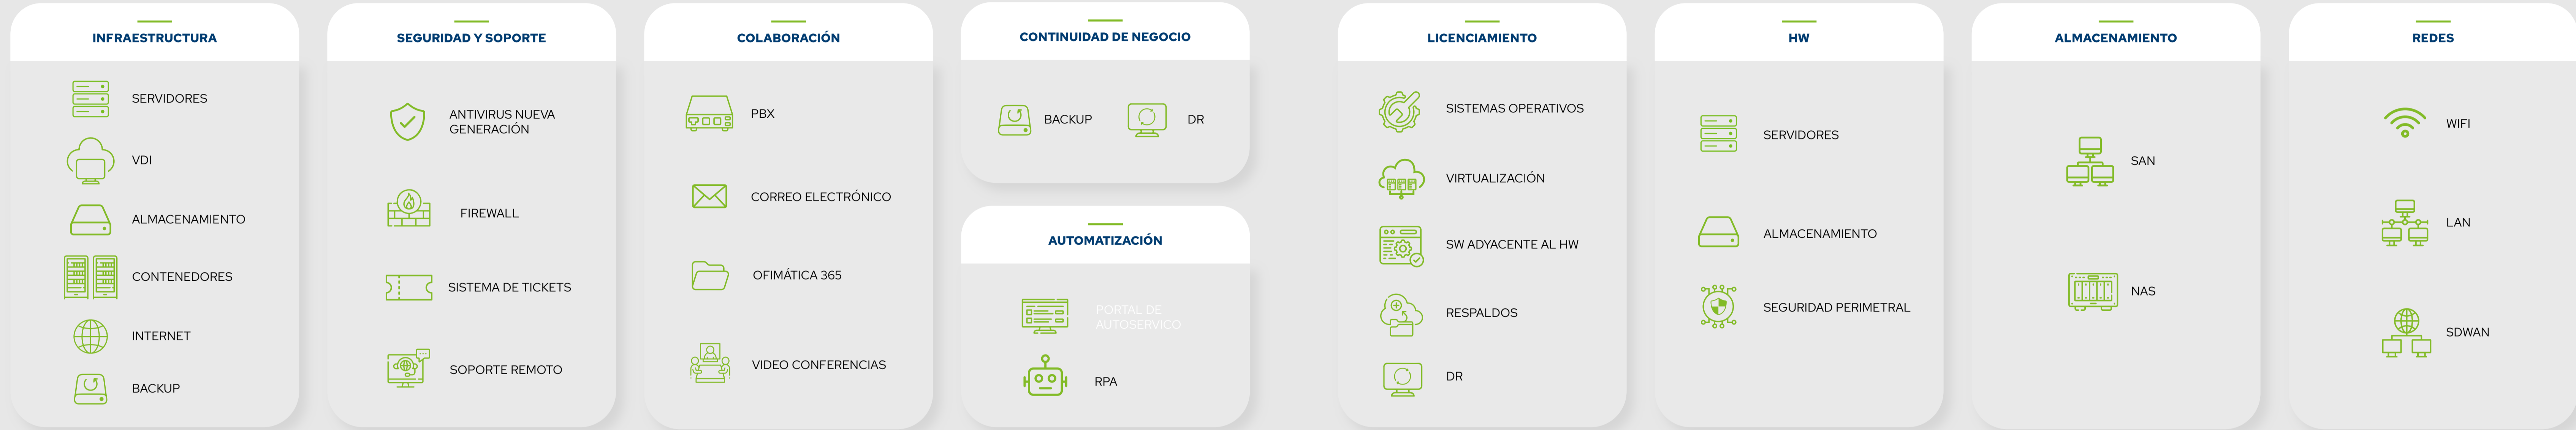 INFRAESTRUCTURA
SERVIDORES
VDI
ALMACENAMIENTO
CONTENEDORES
INTERNET
BACKUP
SEGURIDAD Y SOPORTE
ANTIVIRUS NUEVA
GENERACIÓN
FIREWALL
SISTEMA DE TICKETS
SOPORTE REMOTO
COLABORACIÓN
PBX
CORREO ELECTRÓNICO
OFIMÁTICA 365
VIDEO CONFERENCIAS
CONTINUIDAD DE NEGOCIO
BACKUP
DR
AUTOMATIZACIÓN
PORTAL DE
AUTOSERVICO
RPA
LICENCIAMIENTO
SISTEMAS OPERATIVOS
VIRTUALIZACIÓN
SW ADYACENTE AL HW
RESPALDOS
DR
HW
SERVIDORES
ALMACENAMIENTO
SEGURIDAD PERIMETRAL
ALMACENAMIENTO
SAN
NAS
REDES
WIFI
LAN
SDWAN